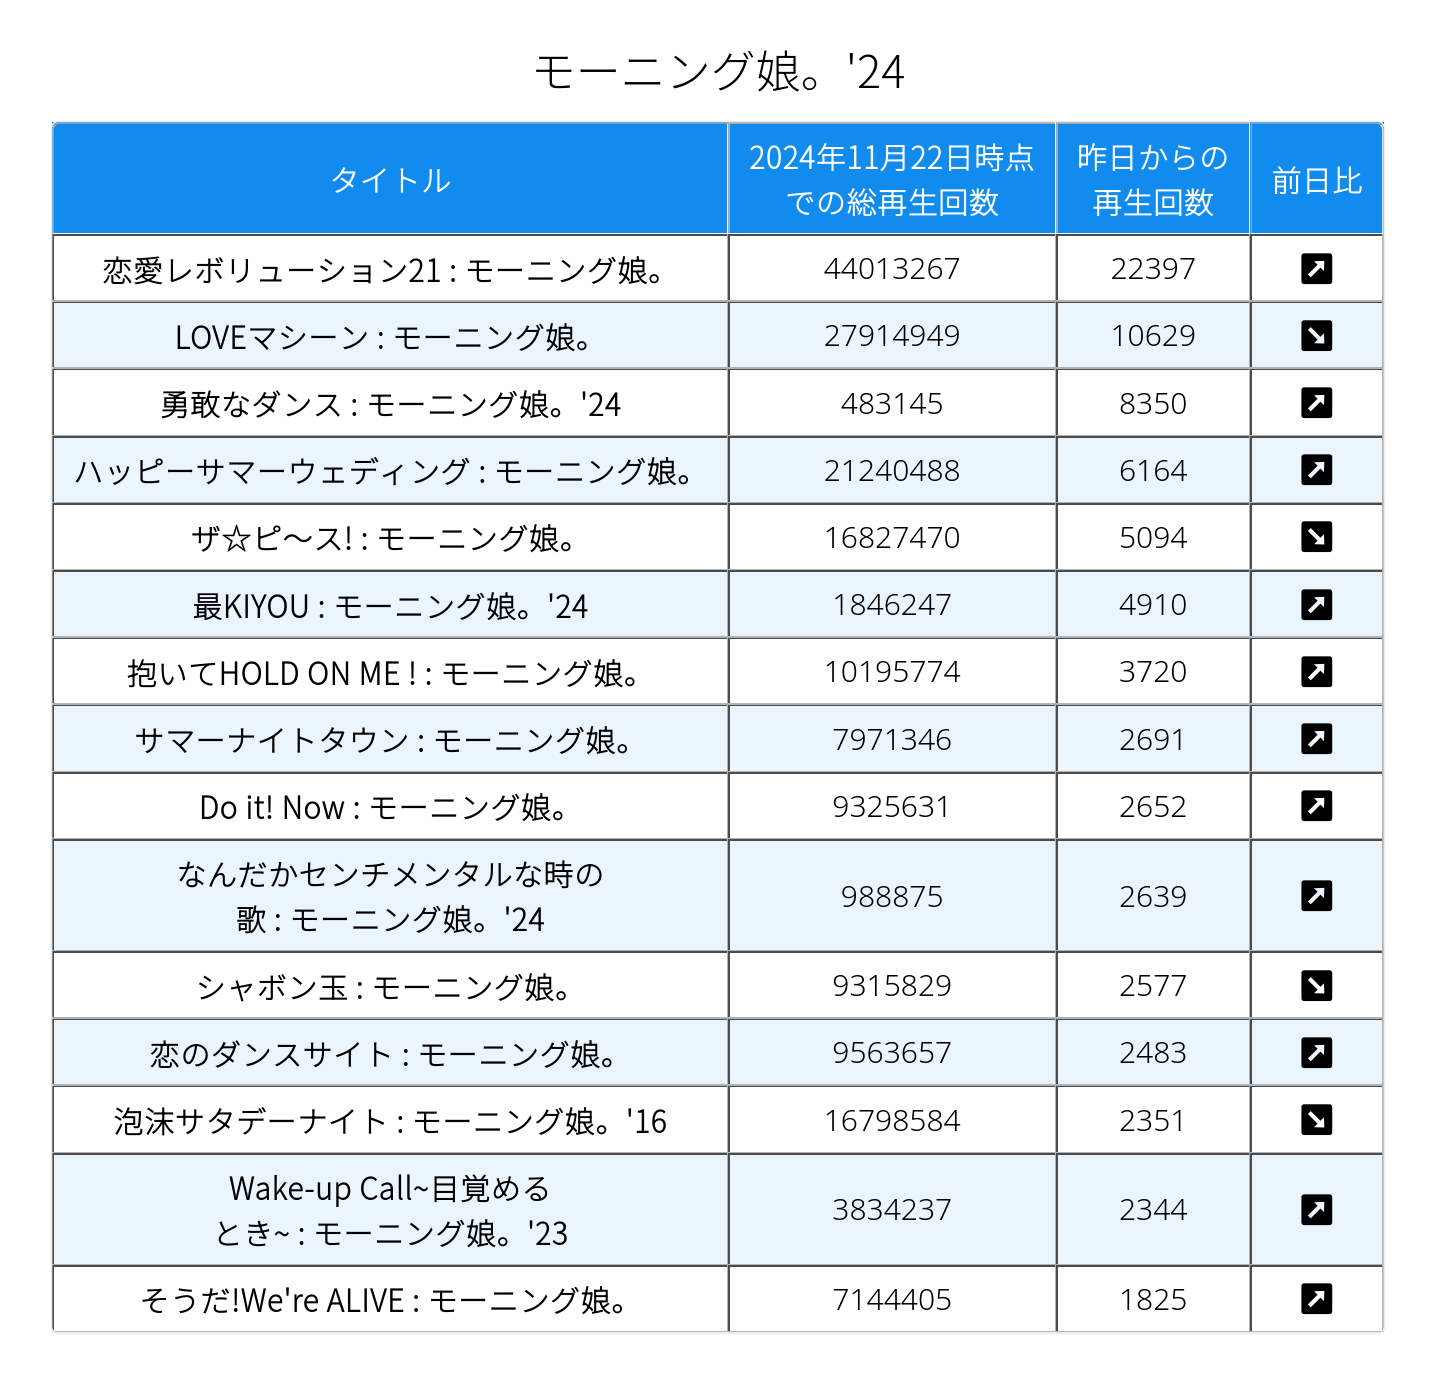 モーニング娘。'24
タイトル
2024年11月22日時点
での総再生回数
昨日からの
再生回数
前日比
恋愛レボリューション21 : モーニング娘。 44013267 22397 ↗
LOVEマシーン : モーニング娘。 27914949 10629 ↘
勇敢なダンス : モーニング娘。'24 483145 8350 ↗
ハッピーサマーウェディング : モーニング娘。 21240488 6164 ↗
ザ☆ピ〜ス! : モーニング娘。 16827470 5094 ↘
最KIYOU : モーニング娘。'24 1846247 4910 ↗
抱いてHOLD ON ME ! : モーニング娘。 10195774 3720 ↗
サマーナイトタウン : モーニング娘。 7971346 2691 ↗
Do it! Now : モーニング娘。 9325631 2652 ↗
なんだかセンチメンタルな時の
歌 : モーニング娘。'24 988875 2639 ↗
シャボン玉 : モーニング娘。 9315829 2577 ↘
恋のダンスサイト : モーニング娘。 9563657 2483 ↗
泡沫サタデーナイト : モーニング娘。'16 16798584 2351 ↘
Wake-up Call~目覚める
とき~ : モーニング娘。'23 3834237 2344 ↗
そうだ!We're ALIVE : モーニング娘。 7144405 1825 ↗